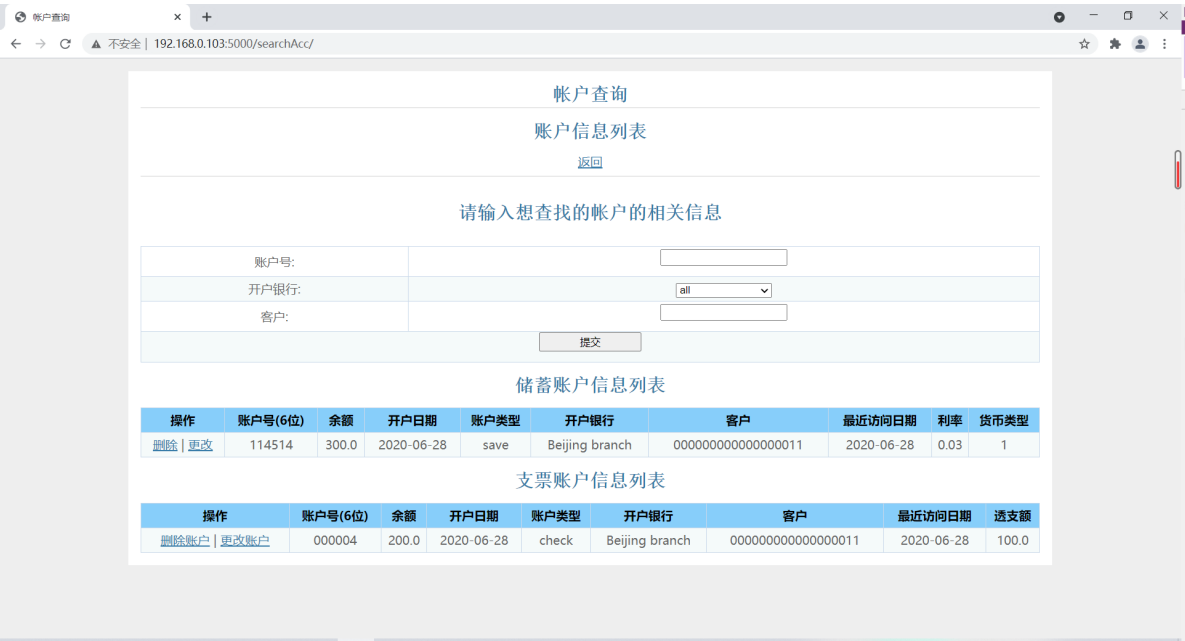 帐户查询
不安全 | 192.168.0.103:5000/searchAcc/
帐户查询
账户信息列表
返回
请输入想查找的帐户的相关信息
账户号:
开户银行: all
客户:
提交
储蓄账户信息列表
操作 账户号(6位) 余额 开户日期 账户类型 开户银行 客户 最近访问日期 利率 货币类型
删除 | 更改 114514 300.0 2020-06-28 save Beijing branch 000000000000000011 2020-06-28 0.03 1
支票账户信息列表
操作 账户号(6位) 余额 开户日期 账户类型 开户银行 客户 最近访问日期 透支额
删除账户 | 更改账户 000004 200.0 2020-06-28 check Beijing branch 000000000000000011 2020-06-28 100.0